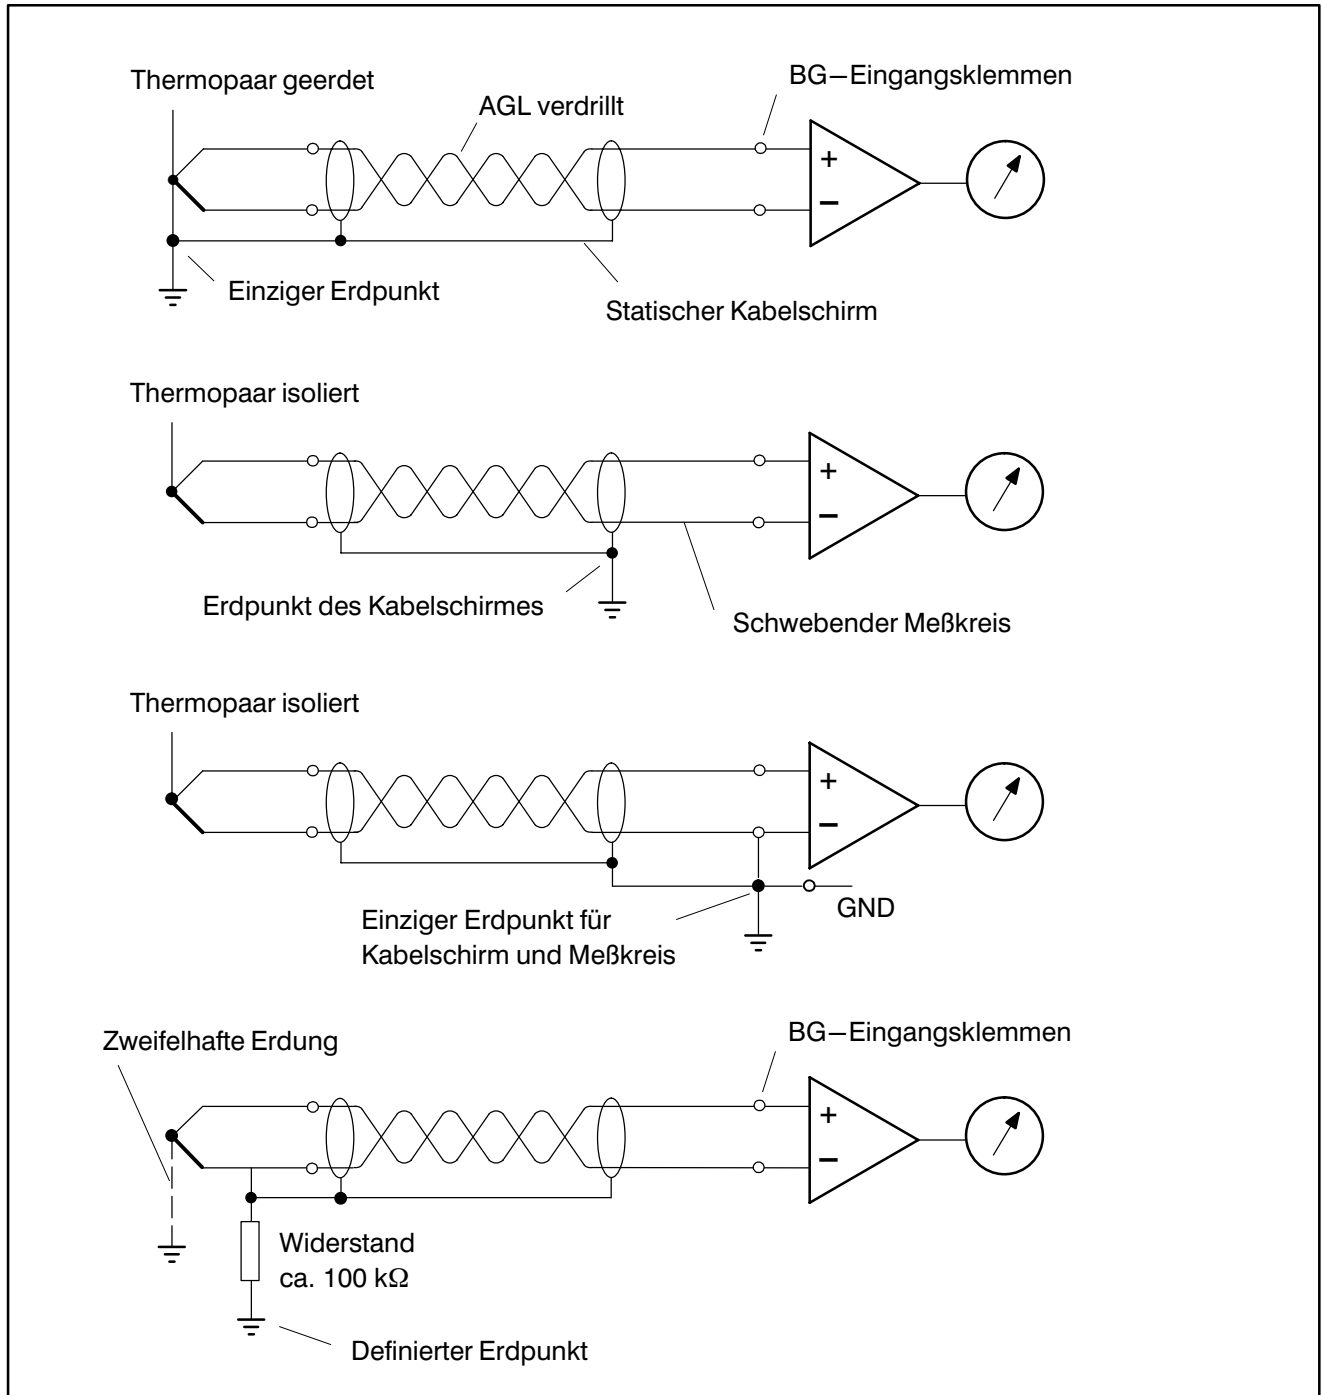 Thermopaar geerdet
BG–Eingangsklemmen
AGL verdrillt
+
–
Einziger Erdpunkt
Statischer Kabelschirm
Thermopaar isoliert
+
–
Erdpunkt des Kabelschirmes
Schwebender Meßkreis
Thermopaar isoliert
+
–
GND
Einziger Erdpunkt für
Kabelschirm und Meßkreis
Zweifelhafte Erdung
BG–Eingangsklemmen
+
–
Widerstand
ca. 100 kΩ
Definierter Erdpunkt